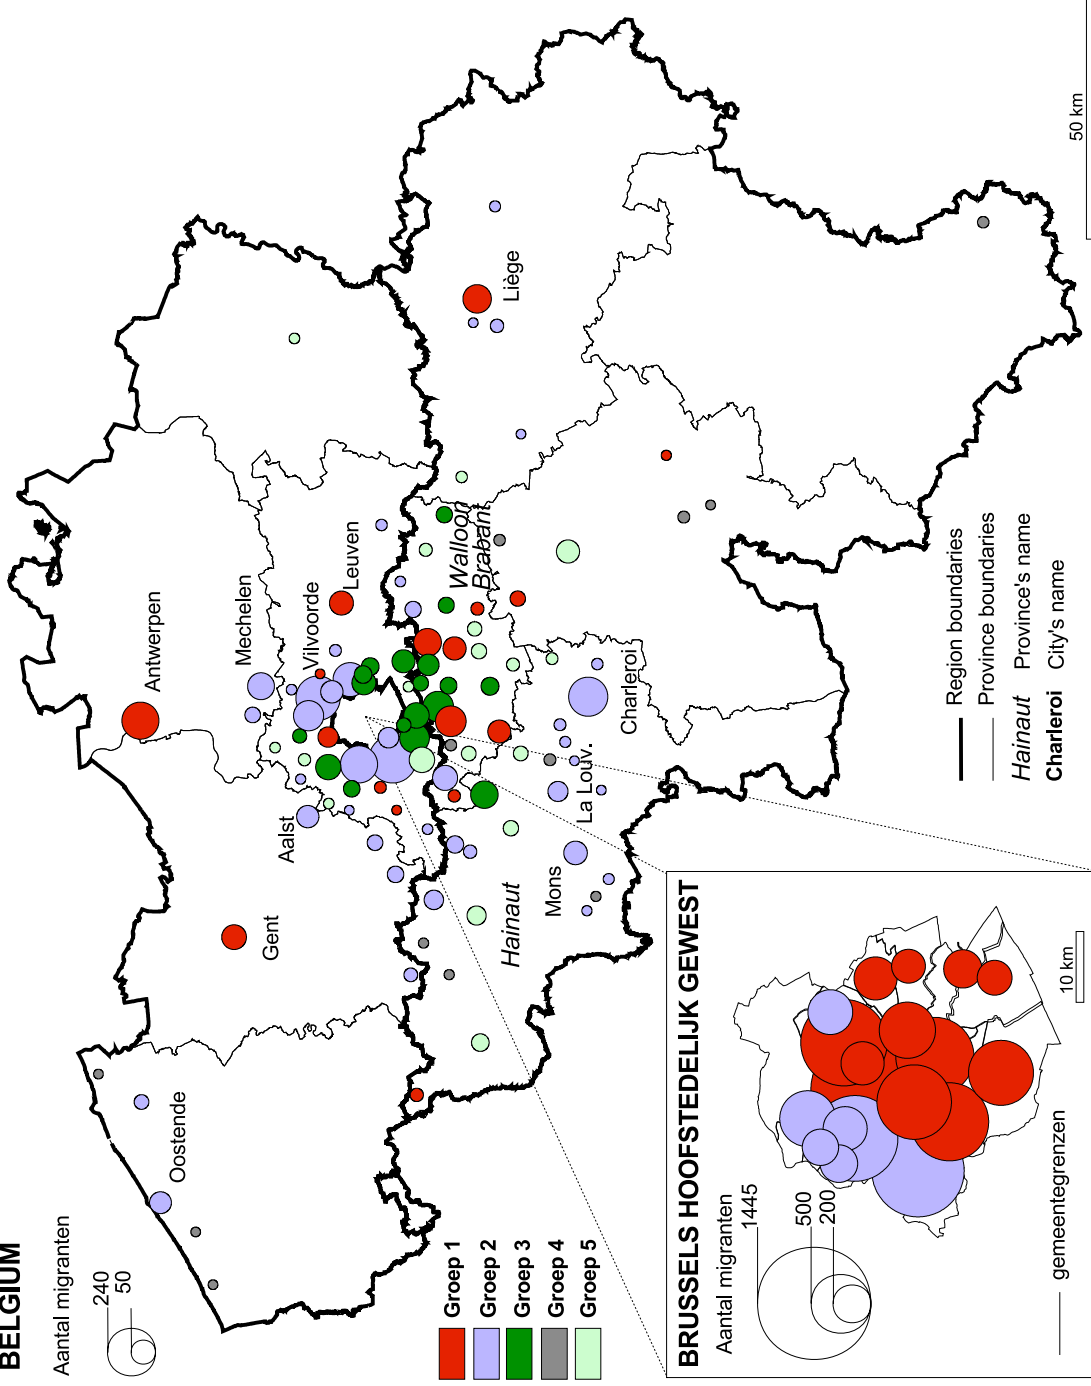 BELGIUM
Aantal migranten
240
50
Oostende
Gent
Aalst
Antwerpen
Mechelen
Vilvoorde
Leuven
Walloon
Brabant
Liège
Hainaut
Mons
La Louv.
Charleroi
Groep 1
Groep 2
Groep 3
Groep 4
Groep 5
BRUSSELS HOOFSTEDELIJK GEWEST
Aantal migranten
1445
500
200
gemeentegrenzen
10 km
Region boundaries
Province boundaries
Hainaut Province's name
Charleroi City's name
50 km